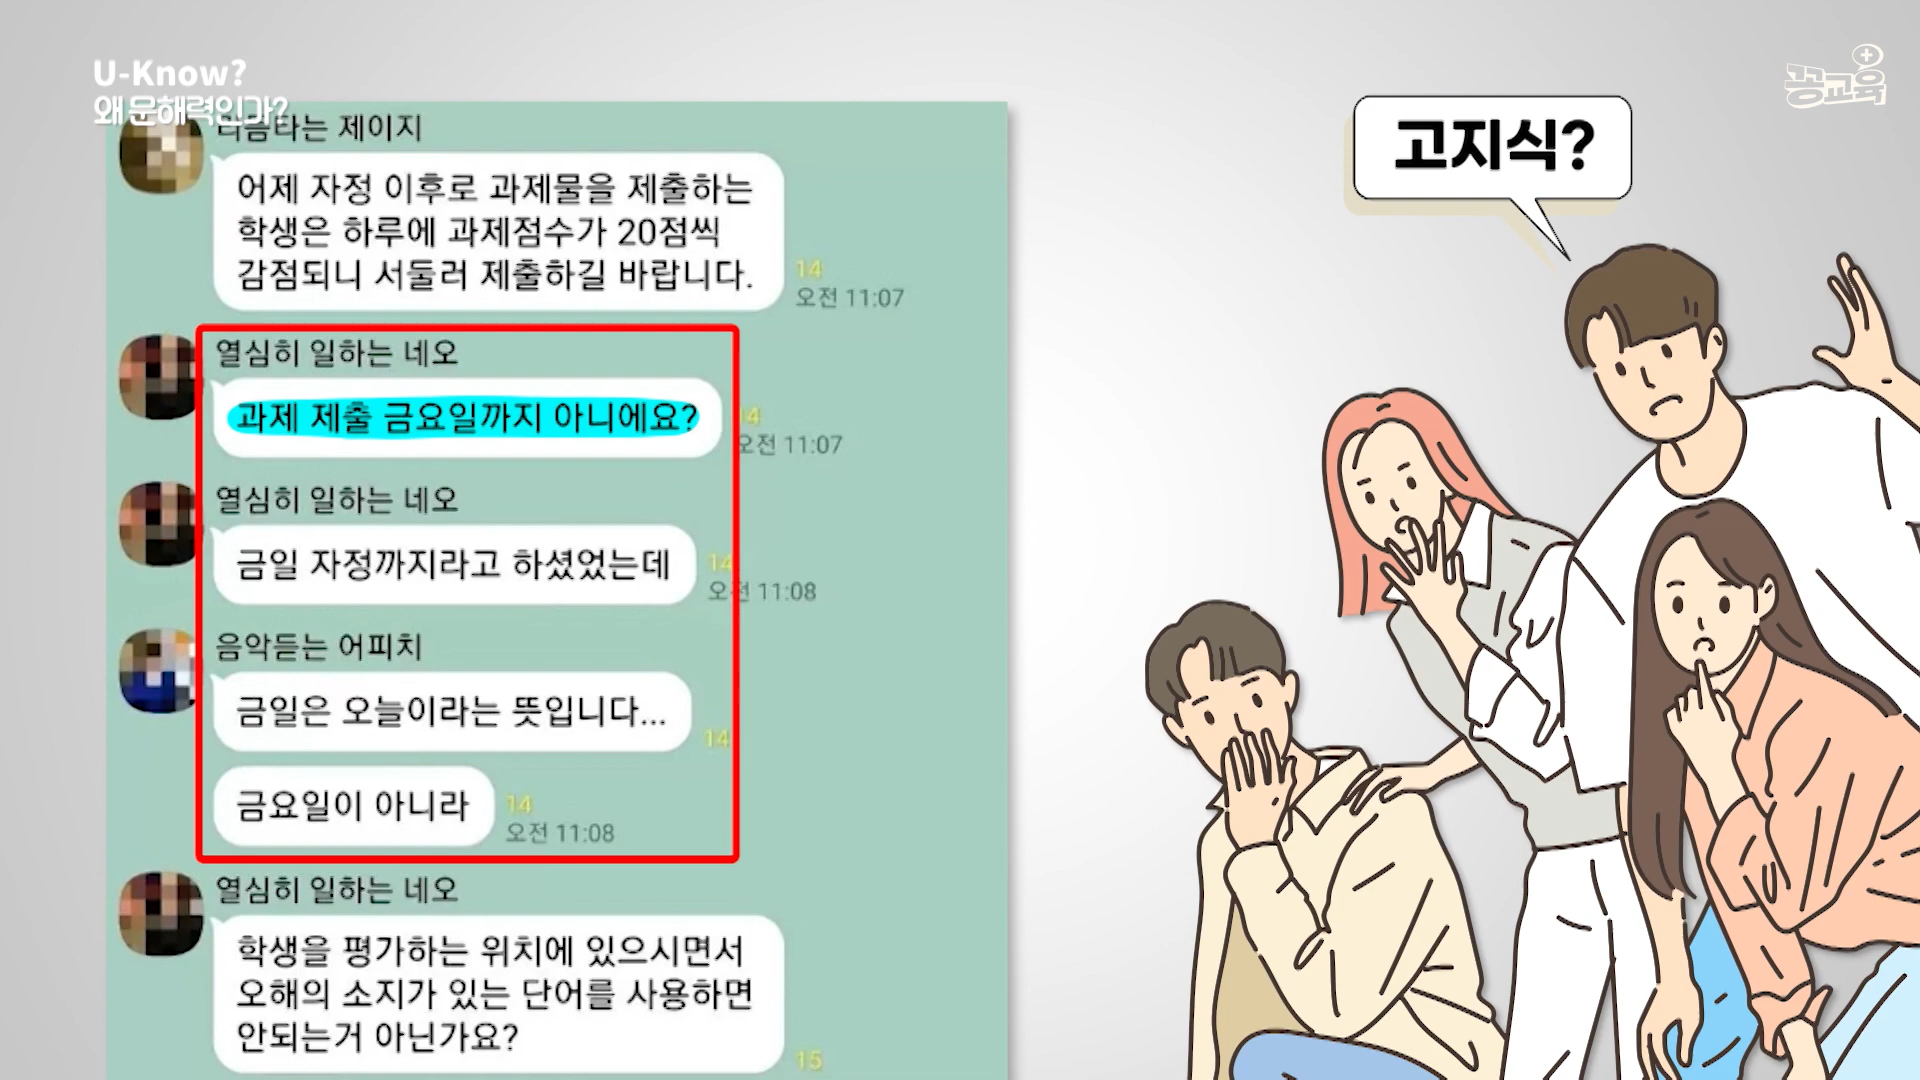 U-Know?
왜 문해력인가?
꽁교육
고지식?
리듬타는 제이지
어제 자정 이후로 과제물을 제출하는
학생은 하루에 과제점수가 20점씩
감점되니 서둘러 제출하길 바랍니다.
14
오전 11:07
열심히 일하는 네오
과제 제출 금요일까지 아니에요?
14
오전 11:07
열심히 일하는 네오
금일 자정까지라고 하셨었는데
14
오전 11:08
음악듣는 어피치
금일은 오늘이라는 뜻입니다...
14
금요일이 아니라
14
오전 11:08
열심히 일하는 네오
학생을 평가하는 위치에 있으시면서
오해의 소지가 있는 단어를 사용하면
안되는거 아닌가요?
15